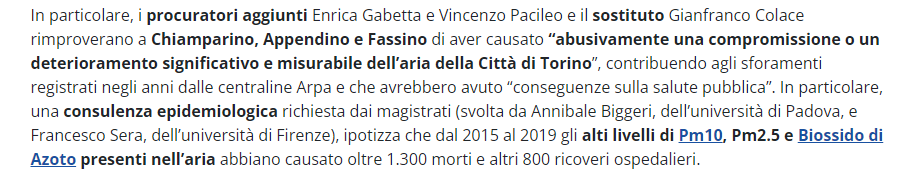 In particolare, i procuratori aggiunti Enrica Gabetta e Vincenzo Pacileo e il sostituto Gianfranco Colace
rimproverano a Chiamparino, Appendino e Fassino di aver causato “abusivamente una compromissione o un
deterioramento significativo e misurabile dell’aria della Città di Torino”, contribuendo agli sforamenti
registrati negli anni dalle centraline Arpa e che avrebbero avuto “conseguenze sulla salute pubblica”. In particolare,
una consulenza epidemiologica richiesta dai magistrati (svolta da Annibale Biggeri, dell’università di Padova, e
Francesco Sera, dell’università di Firenze), ipotizza che dal 2015 al 2019 gli alti livelli di Pm10, Pm2.5 e Biossido di
Azoto presenti nell’aria abbiano causato oltre 1.300 morti e altri 800 ricoveri ospedalieri.